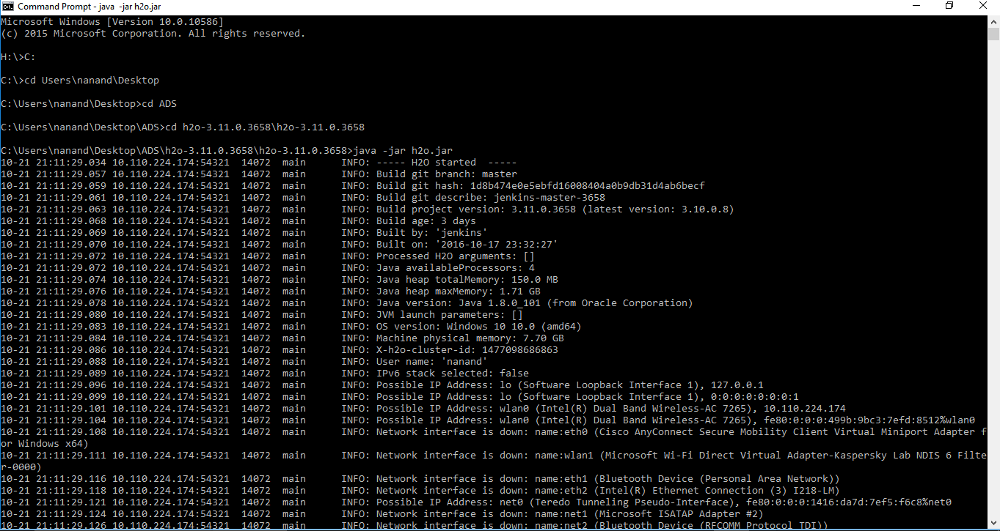 Command Prompt - java  -jar h2o.jar
Microsoft Windows [Version 10.0.10586]
(c) 2015 Microsoft Corporation. All rights reserved.
H:\>C:
C:\>cd Users\nanand\Desktop
C:\Users\nanand\Desktop>cd ADS
C:\Users\nanand\Desktop\ADS>cd h2o-3.11.0.3658\h2o-3.11.0.3658
C:\Users\nanand\Desktop\ADS\h2o-3.11.0.3658\h2o-3.11.0.3658>java -jar h2o.jar
10-21 21:11:29.034 10.110.224.174:54321  14072  main      INFO: ----- H2O started  -----
10-21 21:11:29.057 10.110.224.174:54321  14072  main      INFO: Build git branch: master
10-21 21:11:29.059 10.110.224.174:54321  14072  main      INFO: Build git hash: 1d8b474e0e5ebfd16008404a0b9db31d4ab6becf
10-21 21:11:29.061 10.110.224.174:54321  14072  main      INFO: Build git describe: jenkins-master-3658
10-21 21:11:29.063 10.110.224.174:54321  14072  main      INFO: Build project version: 3.11.0.3658 (latest version: 3.10.0.8)
10-21 21:11:29.068 10.110.224.174:54321  14072  main      INFO: Build age: 3 days
10-21 21:11:29.069 10.110.224.174:54321  14072  main      INFO: Built by: 'jenkins'
10-21 21:11:29.070 10.110.224.174:54321  14072  main      INFO: Built on: '2016-10-17 23:32:27'
10-21 21:11:29.072 10.110.224.174:54321  14072  main      INFO: Processed H2O arguments: []
10-21 21:11:29.072 10.110.224.174:54321  14072  main      INFO: Java availableProcessors: 4
10-21 21:11:29.074 10.110.224.174:54321  14072  main      INFO: Java heap totalMemory: 150.0 MB
10-21 21:11:29.076 10.110.224.174:54321  14072  main      INFO: Java heap maxMemory: 1.71 GB
10-21 21:11:29.078 10.110.224.174:54321  14072  main      INFO: Java version: Java 1.8.0_101 (from Oracle Corporation)
10-21 21:11:29.080 10.110.224.174:54321  14072  main      INFO: JVM launch parameters: []
10-21 21:11:29.083 10.110.224.174:54321  14072  main      INFO: OS version: Windows 10 10.0 (amd64)
10-21 21:11:29.084 10.110.224.174:54321  14072  main      INFO: Machine physical memory: 7.70 GB
10-21 21:11:29.086 10.110.224.174:54321  14072  main      INFO: X-h2o-cluster-id: 1477098686863
10-21 21:11:29.088 10.110.224.174:54321  14072  main      INFO: User name: 'nanand'
10-21 21:11:29.089 10.110.224.174:54321  14072  main      INFO: IPv6 stack selected: false
10-21 21:11:29.096 10.110.224.174:54321  14072  main      INFO: Possible IP Address: lo (Software Loopback Interface 1), 127.0.0.1
10-21 21:11:29.099 10.110.224.174:54321  14072  main      INFO: Possible IP Address: lo (Software Loopback Interface 1), 0:0:0:0:0:0:0:1
10-21 21:11:29.101 10.110.224.174:54321  14072  main      INFO: Possible IP Address: wlan0 (Intel(R) Dual Band Wireless-AC 7265), 10.110.224.174
10-21 21:11:29.104 10.110.224.174:54321  14072  main      INFO: Possible IP Address: wlan0 (Intel(R) Dual Band Wireless-AC 7265), fe80:0:0:0:499b:9bc3:7efd:8512%wlan0
10-21 21:11:29.108 10.110.224.174:54321  14072  main      INFO: Network interface is down: name:eth0 (Cisco AnyConnect Secure Mobility Client Virtual Miniport Adapter f
or Windows x64)
10-21 21:11:29.111 10.110.224.174:54321  14072  main      INFO: Network interface is down: name:wlan1 (Microsoft Wi-Fi Direct Virtual Adapter-Kaspersky Lab NDIS 6 Filte
r-0000)
10-21 21:11:29.116 10.110.224.174:54321  14072  main      INFO: Network interface is down: name:eth1 (Bluetooth Device (Personal Area Network))
10-21 21:11:29.118 10.110.224.174:54321  14072  main      INFO: Network interface is down: name:eth2 (Intel(R) Ethernet Connection (3) I218-LM)
10-21 21:11:29.121 10.110.224.174:54321  14072  main      INFO: Possible IP Address: net0 (Teredo Tunneling Pseudo-Interface), fe80:0:0:0:1416:da7d:7ef5:f6c8%net0
10-21 21:11:29.124 10.110.224.174:54321  14072  main      INFO: Network interface is down: name:net1 (Microsoft ISATAP Adapter #2)
10-21 21:11:29.126 10.110.224.174:54321  14072  main      INFO: Network interface is down: name:net2 (Bluetooth Device (RFCOMM Protocol TDI))